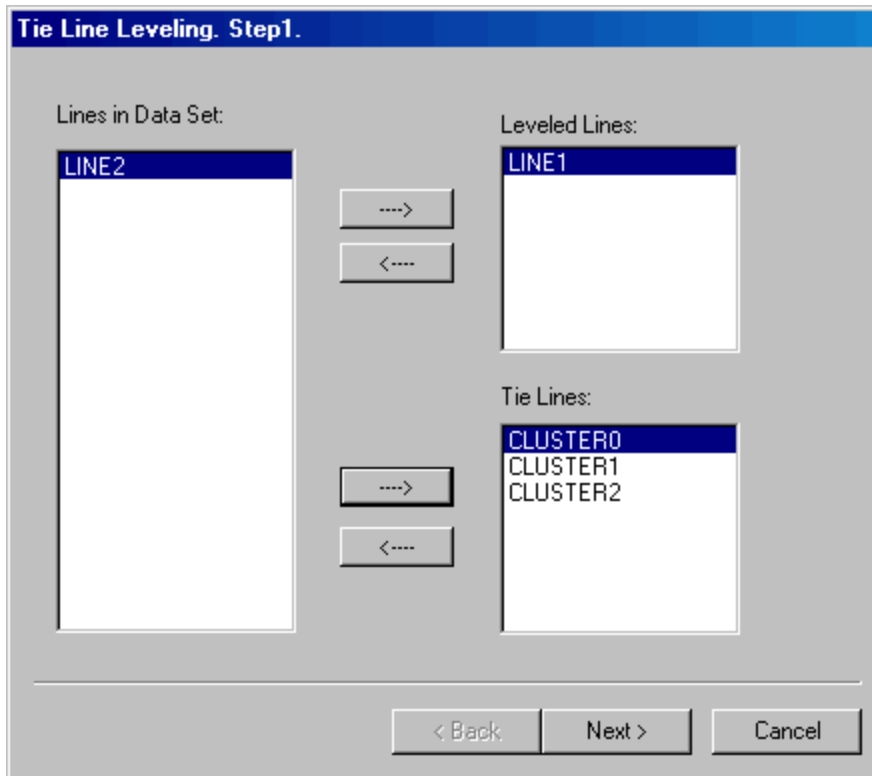 Tie Line Leveling. Step1.
Lines in Data Set:
LINE2
---->
<----
Leveled Lines:
LINE1
---->
<----
Tie Lines:
CLUSTER0
CLUSTER1
CLUSTER2
< Back
Next >
Cancel